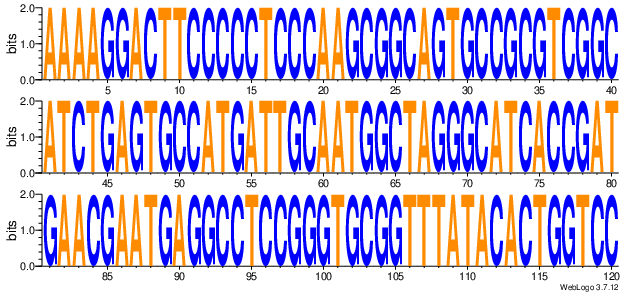 2.0
bits
1.0
0.0
AAAAGGACTTCCCCCTCCCAAGCGGCAGTGCCGCGTCGGC
5 10 15 20 25 30 35 40
2.0
bits
1.0
0.0
ATCTGAGTGCCATGATTGCAATGGCTAGGGCATCACCGAT
45 50 55 60 65 70 75 80
2.0
bits
1.0
0.0
GAACGAATGAGGCCTCCGGGTGCGGTTTATACACTGGTCC
85 90 95 100 105 110 115 120
WebLogo 3.7.12